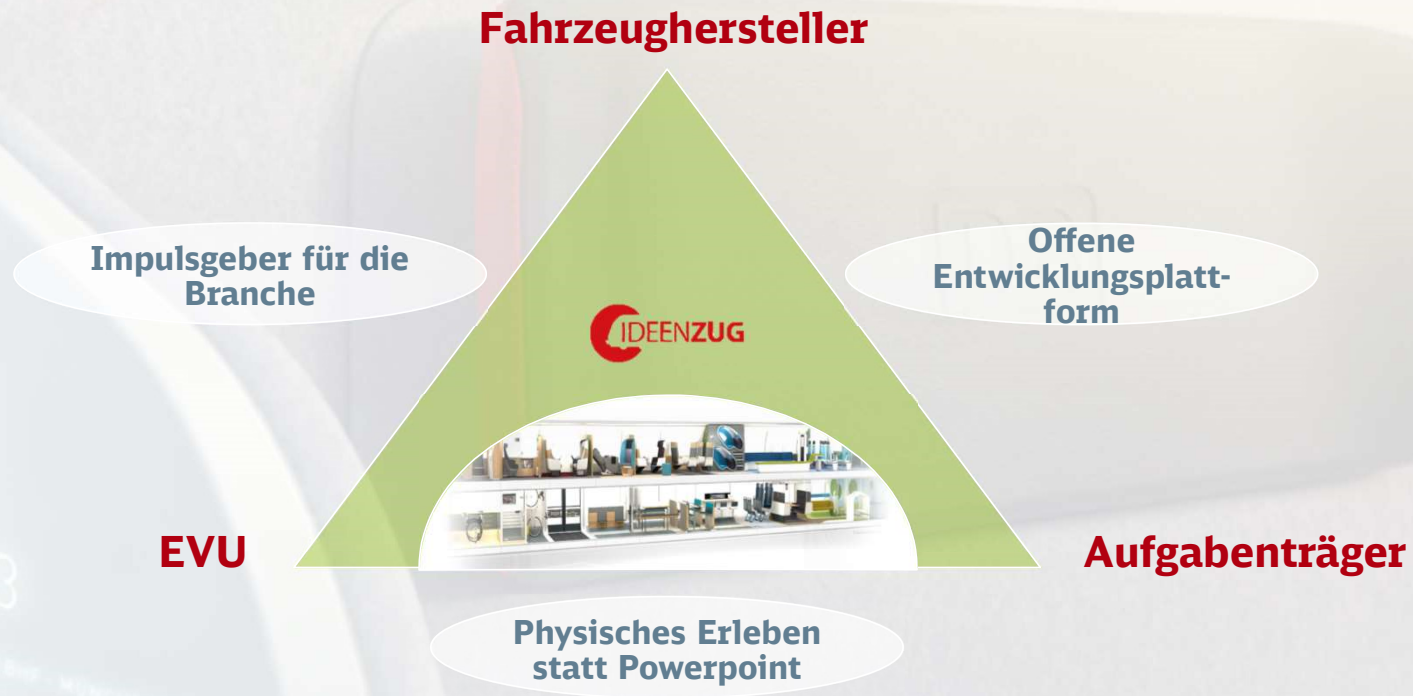 Fahrzeughersteller
Impulsgeber für die
Branche
Offene
Entwicklungsplatt-
form
IDEENZUG
EVU
Aufgabenträger
Physisches Erleben
statt Powerpoint